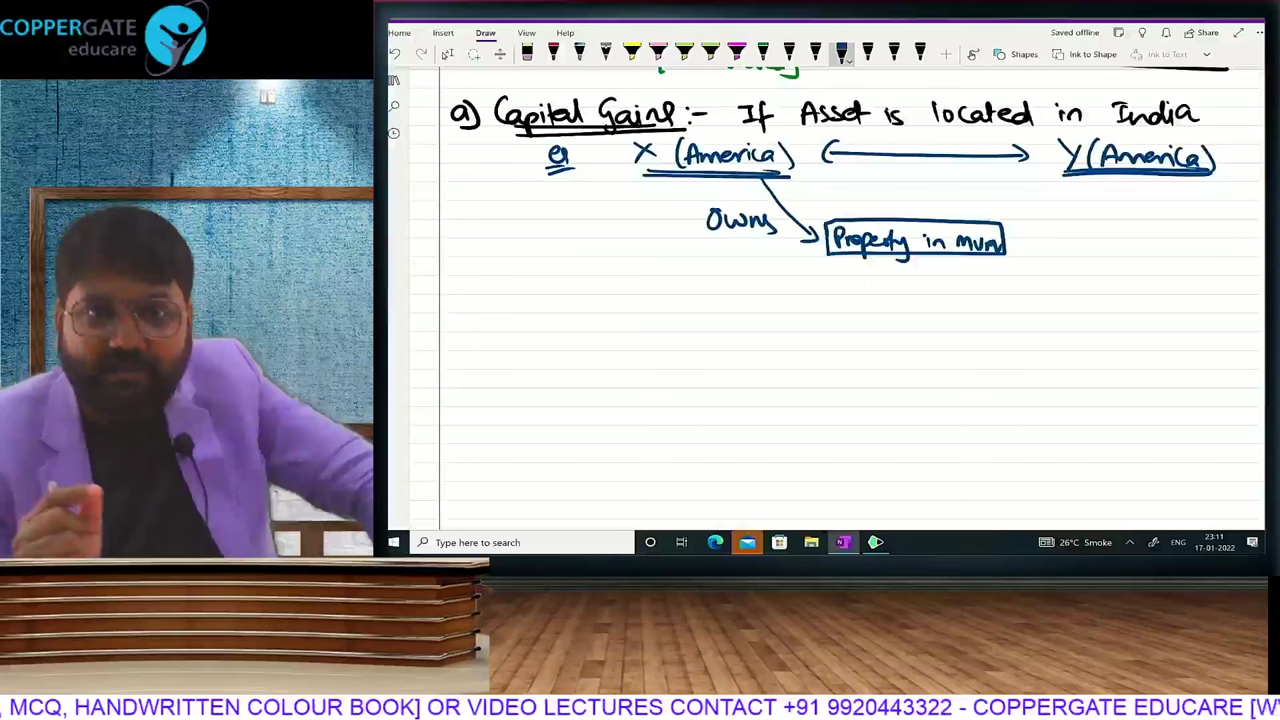 COPPERGATE
educare
Home Insert Draw View Help
Saved offline
Share
Shapes
Ink to Shape
Ink to Text
a) Capital Gains:- If Asset is located in India
eg X (America) Y (America)
Owns
Property in Mum
Type here to search
26°C Smoke
ENG
23:11
17-01-2022
, MCQ, HANDWRITTEN COLOUR BOOK] OR VIDEO LECTURES CONTACT +91 9920443322 - COPPERGATE EDUCARE [W